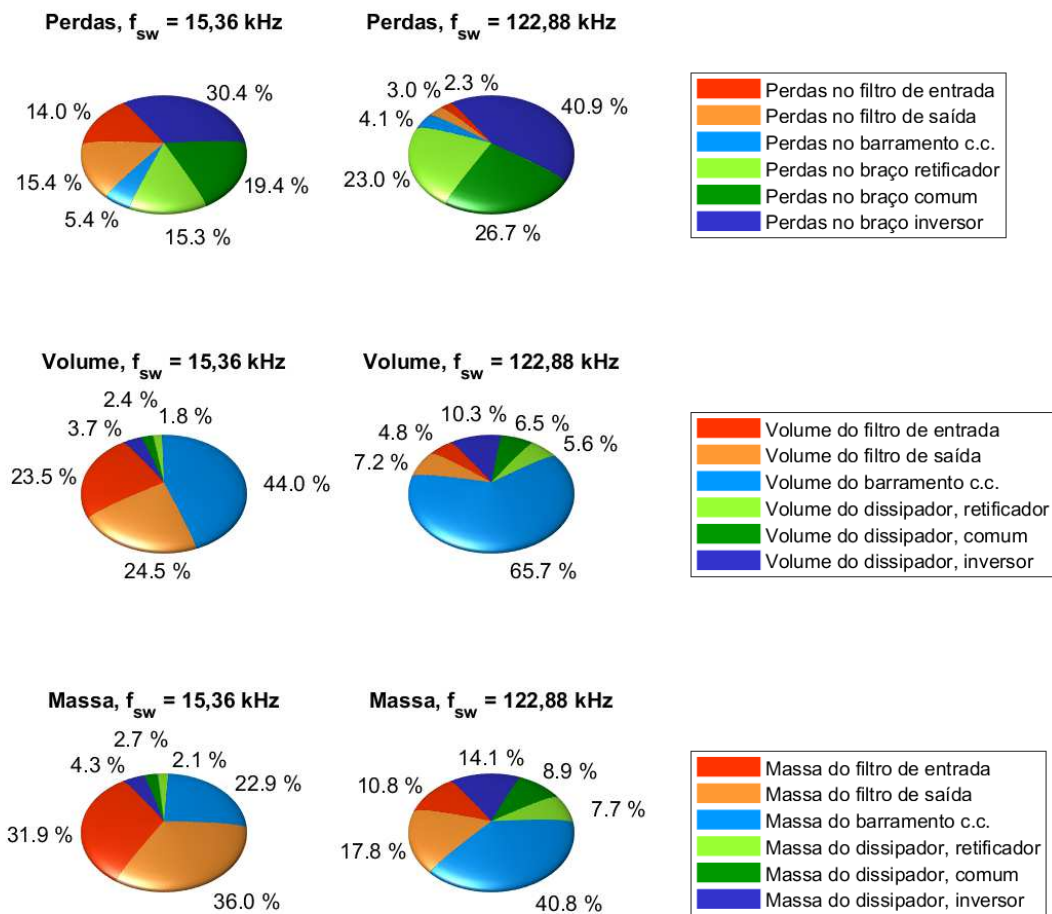 Perdas, fsw = 15,36 kHz
Perdas, fsw = 122,88 kHz
14.0 %
30.4 %
15.4 %
19.4 %
5.4 %
15.3 %
3.0 %
2.3 %
4.1 %
40.9 %
23.0 %
26.7 %
Perdas no filtro de entrada
Perdas no filtro de saída
Perdas no barramento c.c.
Perdas no braço retificador
Perdas no braço comum
Perdas no braço inversor
Volume, fsw = 15,36 kHz
Volume, fsw = 122,88 kHz
2.4 %
1.8 %
3.7 %
23.5 %
44.0 %
24.5 %
10.3 %
6.5 %
4.8 %
5.6 %
7.2 %
65.7 %
Volume do filtro de entrada
Volume do filtro de saída
Volume do barramento c.c.
Volume do dissipador, retificador
Volume do dissipador, comum
Volume do dissipador, inversor
Massa, fsw = 15,36 kHz
Massa, fsw = 122,88 kHz
2.7 %
2.1 %
4.3 %
22.9 %
31.9 %
36.0 %
14.1 %
8.9 %
10.8 %
7.7 %
17.8 %
40.8 %
Massa do filtro de entrada
Massa do filtro de saída
Massa do barramento c.c.
Massa do dissipador, retificador
Massa do dissipador, comum
Massa do dissipador, inversor